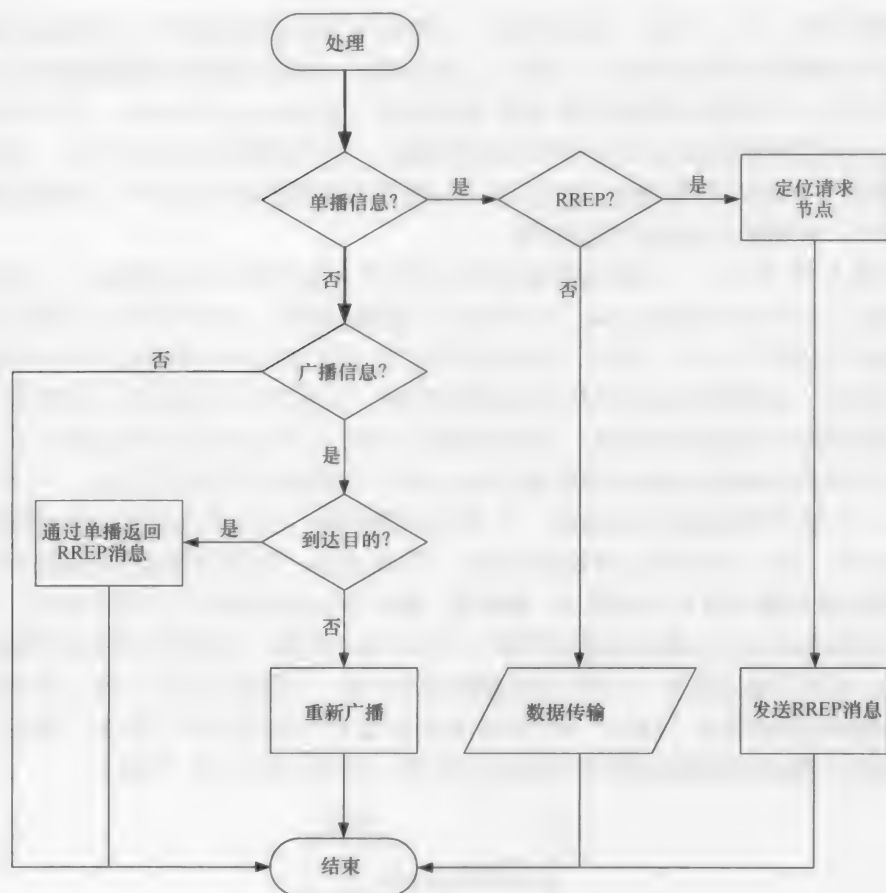 处理
单播信息?
是
RREP?
是
定位请求
节点
否
否
否
广播信息?
是
通过单播返回
RREP消息
是
到达目的?
否
重新广播
数据传输
发送RREP消息
结束